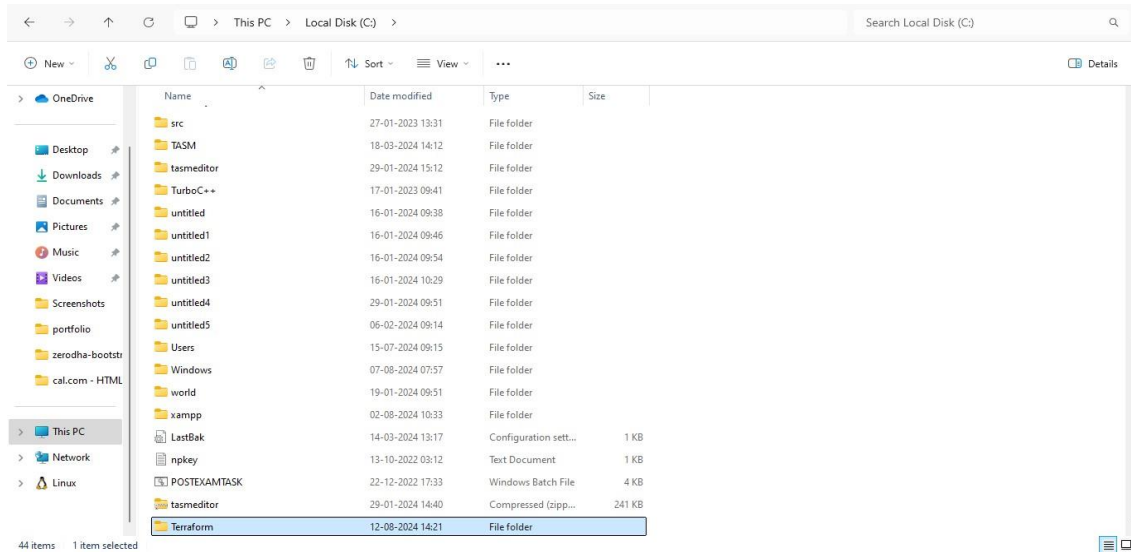 This PC > Local Disk (C:) > Search Local Disk (C:)
New Sort View ... Details
Name Date modified Type Size
OneDrive
Desktop
Downloads
Documents
Pictures
Music
Videos
Screenshots
portfolio
zerodha-bootstr
cal.com - HTML
This PC
Network
Linux
src 27-01-2023 13:31 File folder
TASM 18-03-2024 14:12 File folder
tasmeditor 29-01-2024 15:12 File folder
TurboC++ 17-01-2023 09:41 File folder
untitled 16-01-2024 09:38 File folder
untitled1 16-01-2024 09:46 File folder
untitled2 16-01-2024 09:54 File folder
untitled3 16-01-2024 10:29 File folder
untitled4 29-01-2024 09:51 File folder
untitled5 06-02-2024 09:14 File folder
Users 15-07-2024 09:15 File folder
Windows 07-08-2024 07:57 File folder
world 19-01-2024 09:51 File folder
xampp 02-08-2024 10:33 File folder
LastBak 14-03-2024 13:17 Configuration sett... 1 KB
npkey 13-10-2022 03:12 Text Document 1 KB
POSTEXAMTASK 22-12-2022 17:33 Windows Batch File 4 KB
tasmeditor 29-01-2024 14:40 Compressed (zipp... 241 KB
Terraform 12-08-2024 14:21 File folder
44 items 1 item selected